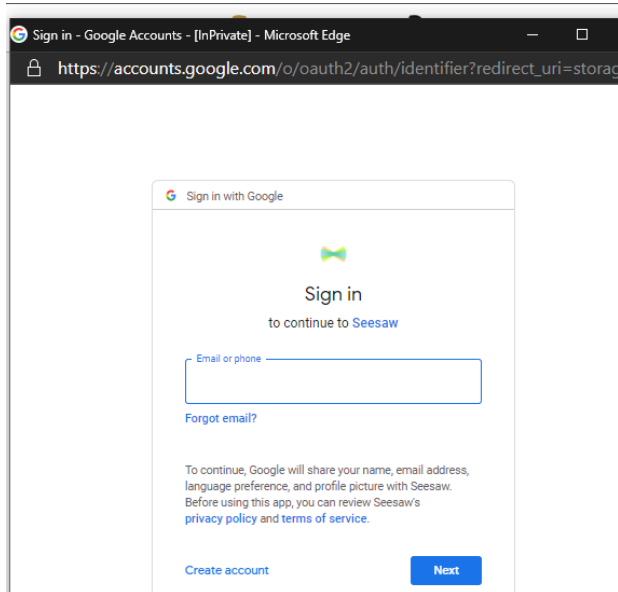 Sign in - Google Accounts - [InPrivate] - Microsoft Edge
https://accounts.google.com/o/oauth2/auth/identifier?redirect_uri=storag
Sign in with Google
Sign in
to continue to Seesaw
Email or phone
Forgot email?
To continue, Google will share your name, email address,
language preference, and profile picture with Seesaw.
Before using this app, you can review Seesaw's
privacy policy and terms of service.
Create account
Next